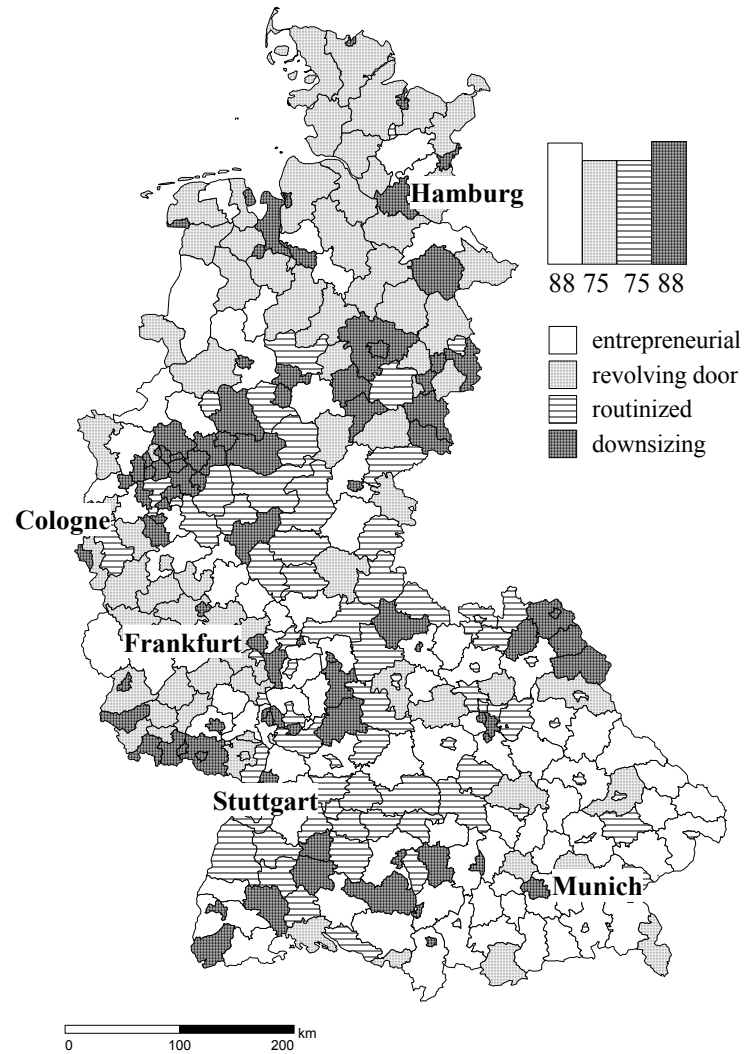 Hamburg
88 75 75 88
entrepreneurial
revolving door
routinized
downsizing
Cologne
Frankfurt
Stuttgart
Munich
km
0 100 200